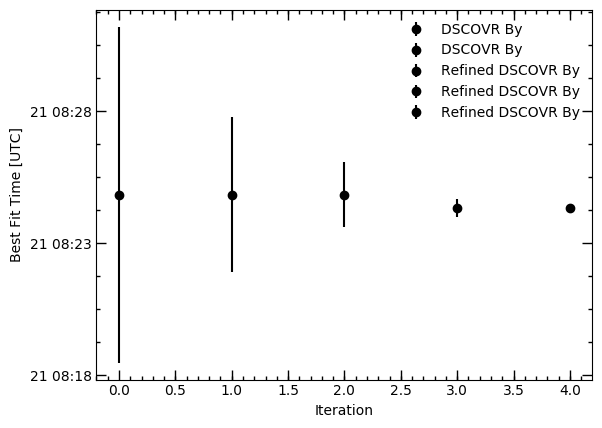 DSCOVR By
DSCOVR By
Refined DSCOVR By
Refined DSCOVR By
Refined DSCOVR By
Best Fit Time [UTC]
21 08:28
21 08:23
21 08:18
0.0 0.5 1.0 1.5 2.0 2.5 3.0 3.5 4.0
Iteration